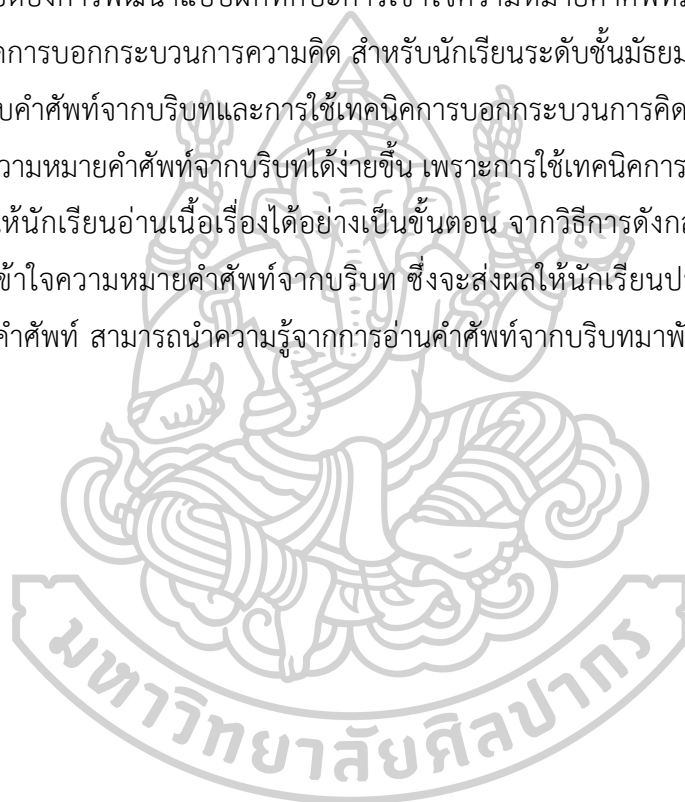 การพัฒนาแบบฝึกทักษะการเข้าใจความหมายคำศัพท์
การบอกกระบวนการความคิด สำหรับนักเรียนระดับชั้นมัธยม
คำศัพท์จากบริบทและการใช้เทคนิคการบอกกระบวนการคิด
ความหมายคำศัพท์จากบริบทได้ง่ายขึ้น เพราะการใช้เทคนิคการ
ให้นักเรียนอ่านเนื้อเรื่องได้อย่างเป็นขั้นตอน จากวิธีการดังกล
ข้าใจความหมายคำศัพท์จากบริบท ซึ่งจะส่งผลให้นักเรียนป
คำศัพท์ สามารถนำความรู้จากการอ่านคำศัพท์จากบริบทมาพั
มหาวิทยาลัยศิลปากร